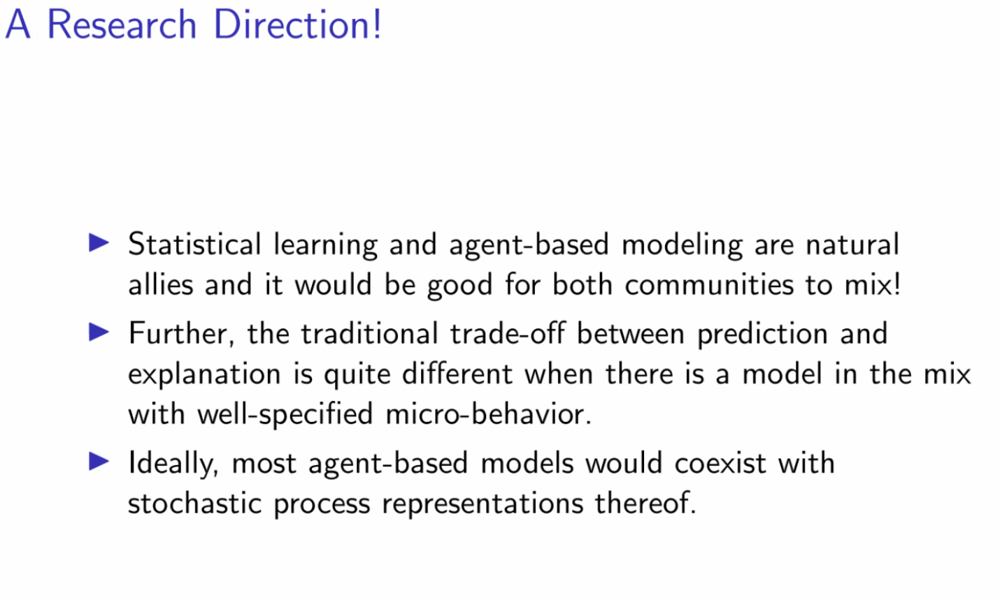 A Research Direction!
▶ Statistical learning and agent-based modeling are natural
allies and it would be good for both communities to mix!
▶ Further, the traditional trade-off between prediction and
explanation is quite different when there is a model in the mix
with well-specified micro-behavior.
▶ Ideally, most agent-based models would coexist with
stochastic process representations thereof.